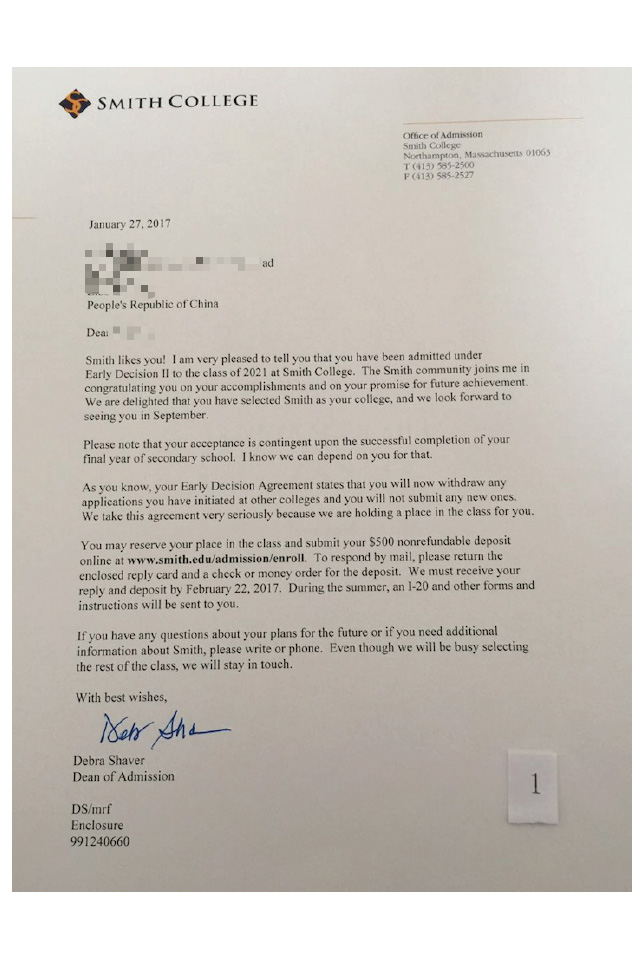 SMITH COLLEGE
Office of Admission
Smith College
Northampton, Massachusetts 01063
T (413) 585-2500
F (413) 585-2527
January 27, 2017
ad
People's Republic of China
Dear
Smith likes you! I am very pleased to tell you that you have been admitted under
Early Decision II to the class of 2021 at Smith College. The Smith community joins me in
congratulating you on your accomplishments and on your promise for future achievement.
We are delighted that you have selected Smith as your college, and we look forward to
seeing you in September.
Please note that your acceptance is contingent upon the successful completion of your
final year of secondary school. I know we can depend on you for that.
As you know, your Early Decision Agreement states that you will now withdraw any
applications you have initiated at other colleges and you will not submit any new ones.
We take this agreement very seriously because we are holding a place in the class for you.
You may reserve your place in the class and submit your $500 nonrefundable deposit
online at www.smith.edu/admission/enroll. To respond by mail, please return the
enclosed reply card and a check or money order for the deposit. We must receive your
reply and deposit by February 22, 2017. During the summer, an I-20 and other forms and
instructions will be sent to you.
If you have any questions about your plans for the future or if you need additional
information about Smith, please write or phone. Even though we will be busy selecting
the rest of the class, we will stay in touch.
With best wishes,
Deb Sha
Debra Shaver
Dean of Admission
1
DS/mrf
Enclosure
991240660